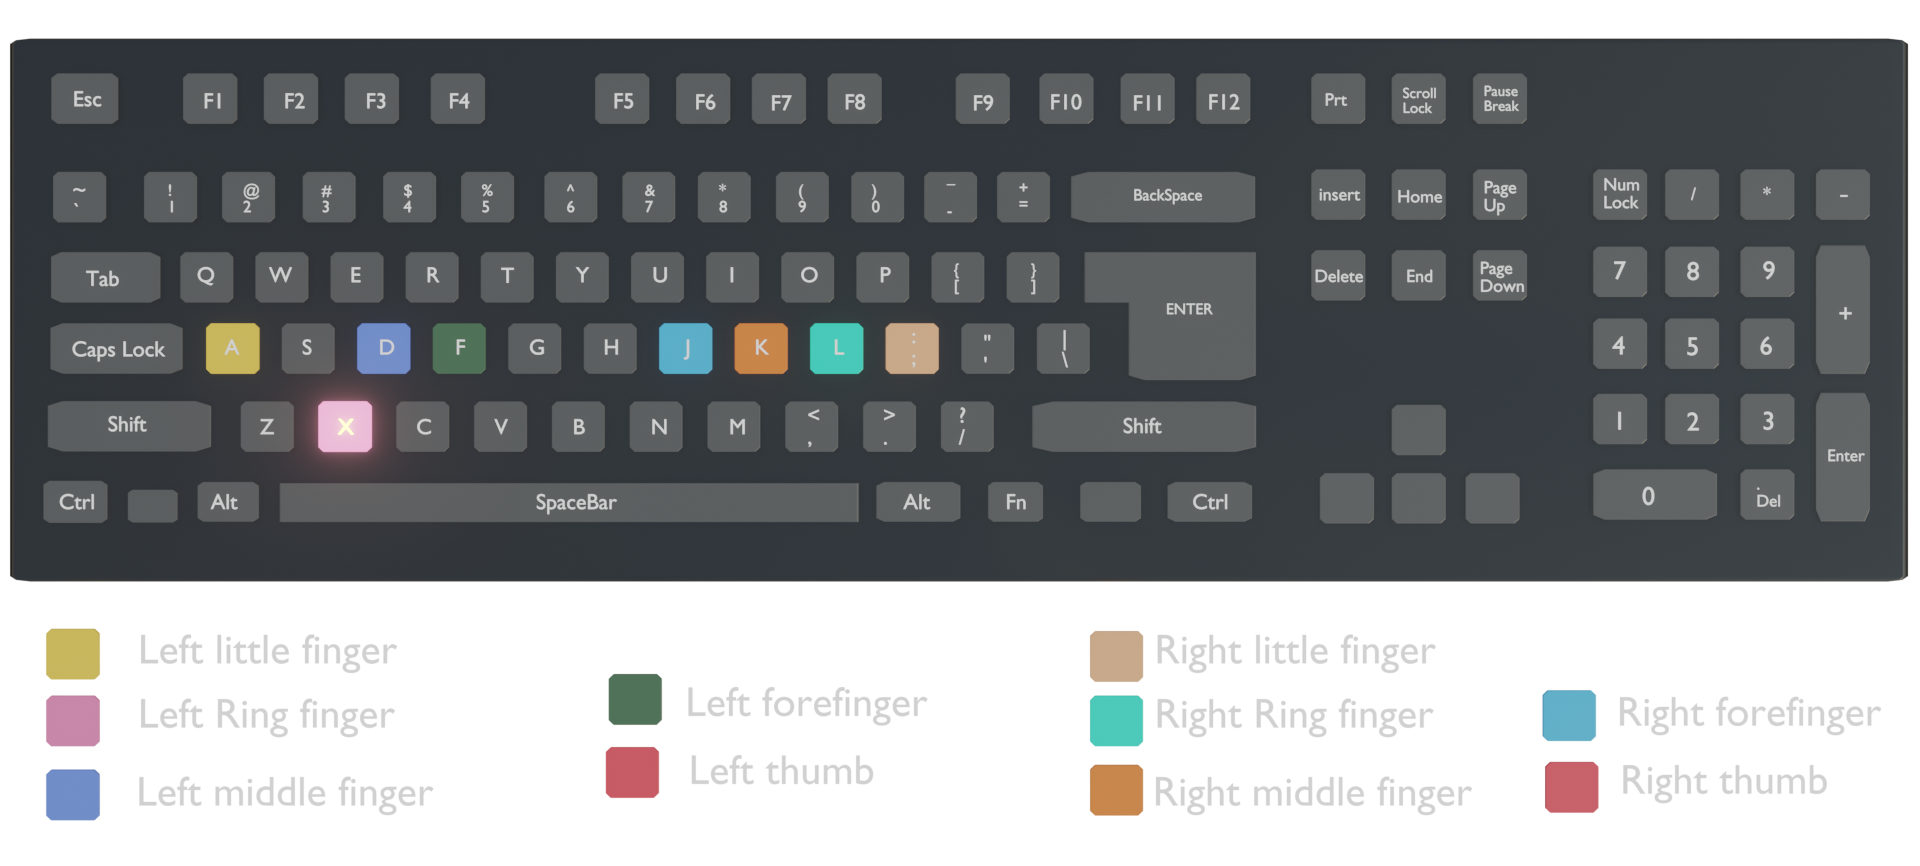 Esc F1 F2 F3 F4 F5 F6 F7 F8 F9 F10 F11 F12 Prt Scroll Lock Pause Break
~ ` ! 1 @ 2 # 3 $ 4 % 5 ^ 6 & 7 * 8 ( 9 ) 0 _ - + = BackSpace insert Home Page Up Num Lock / * -
Tab Q W E R T Y U I O P { [ } ] ENTER Delete End Page Down 7 8 9 +
Caps Lock A S D F G H J K L : ; " ' | \ 4 5 6
Shift Z X C V B N M < , > . ? / Shift 1 2 3 Enter
Ctrl Alt SpaceBar Alt Fn Ctrl 0 . Del
Left little finger
Left Ring finger
Left middle finger
Left forefinger
Left thumb
Right little finger
Right Ring finger
Right middle finger
Right forefinger
Right thumb